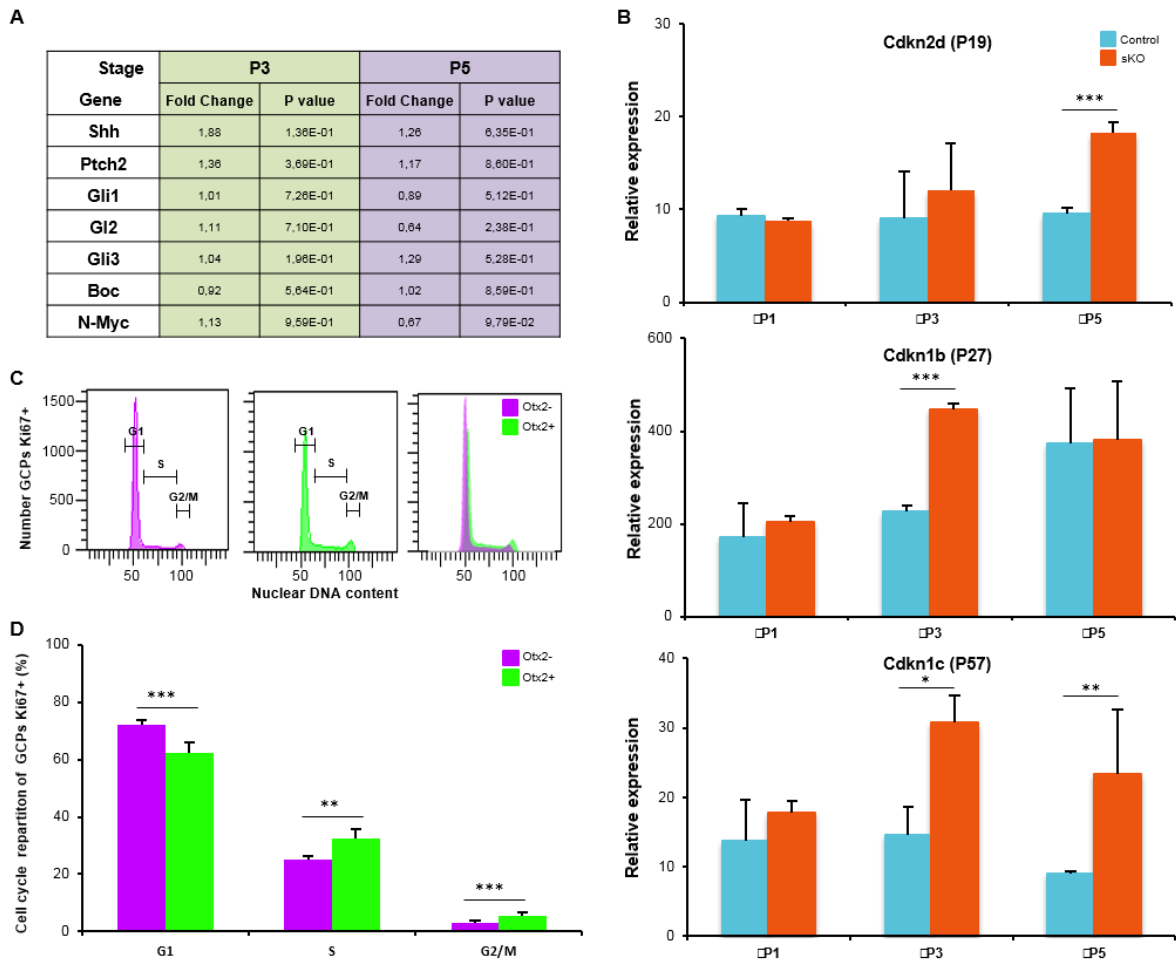 A
Stage P3 P5
Gene Fold Change P value Fold Change P value
Shh 1,88 1,36E-01 1,26 6,35E-01
Ptch2 1,36 3,69E-01 1,17 8,60E-01
Gli1 1,01 7,26E-01 0,89 5,12E-01
Gl2 1,11 7,10E-01 0,64 2,38E-01
Gli3 1,04 1,96E-01 1,29 5,28E-01
Boc 0,92 5,64E-01 1,02 8,59E-01
N-Myc 1,13 9,59E-01 0,67 9,79E-02
B
Cdkn2d (P19)
Control
sKO
Relative expression
30
20
10
0
***
□P1 □P3 □P5
Cdkn1b (P27)
Relative expression
600
400
200
0
***
□P1 □P3 □P5
Cdkn1c (P57)
Relative expression
40
30
20
10
0
* **
□P1 □P3 □P5
C
Number GCPs Ki67+
1500
1000
500
0
G1
S
G2/M
G1
S
G2/M
Otx2-
Otx2+
50 100 50 100 50 100
Nuclear DNA content
D
Cell cycle repartiton of GCPs Ki67+ (%)
100
80
60
40
20
0
Otx2-
Otx2+
***
**
***
G1 S G2/M